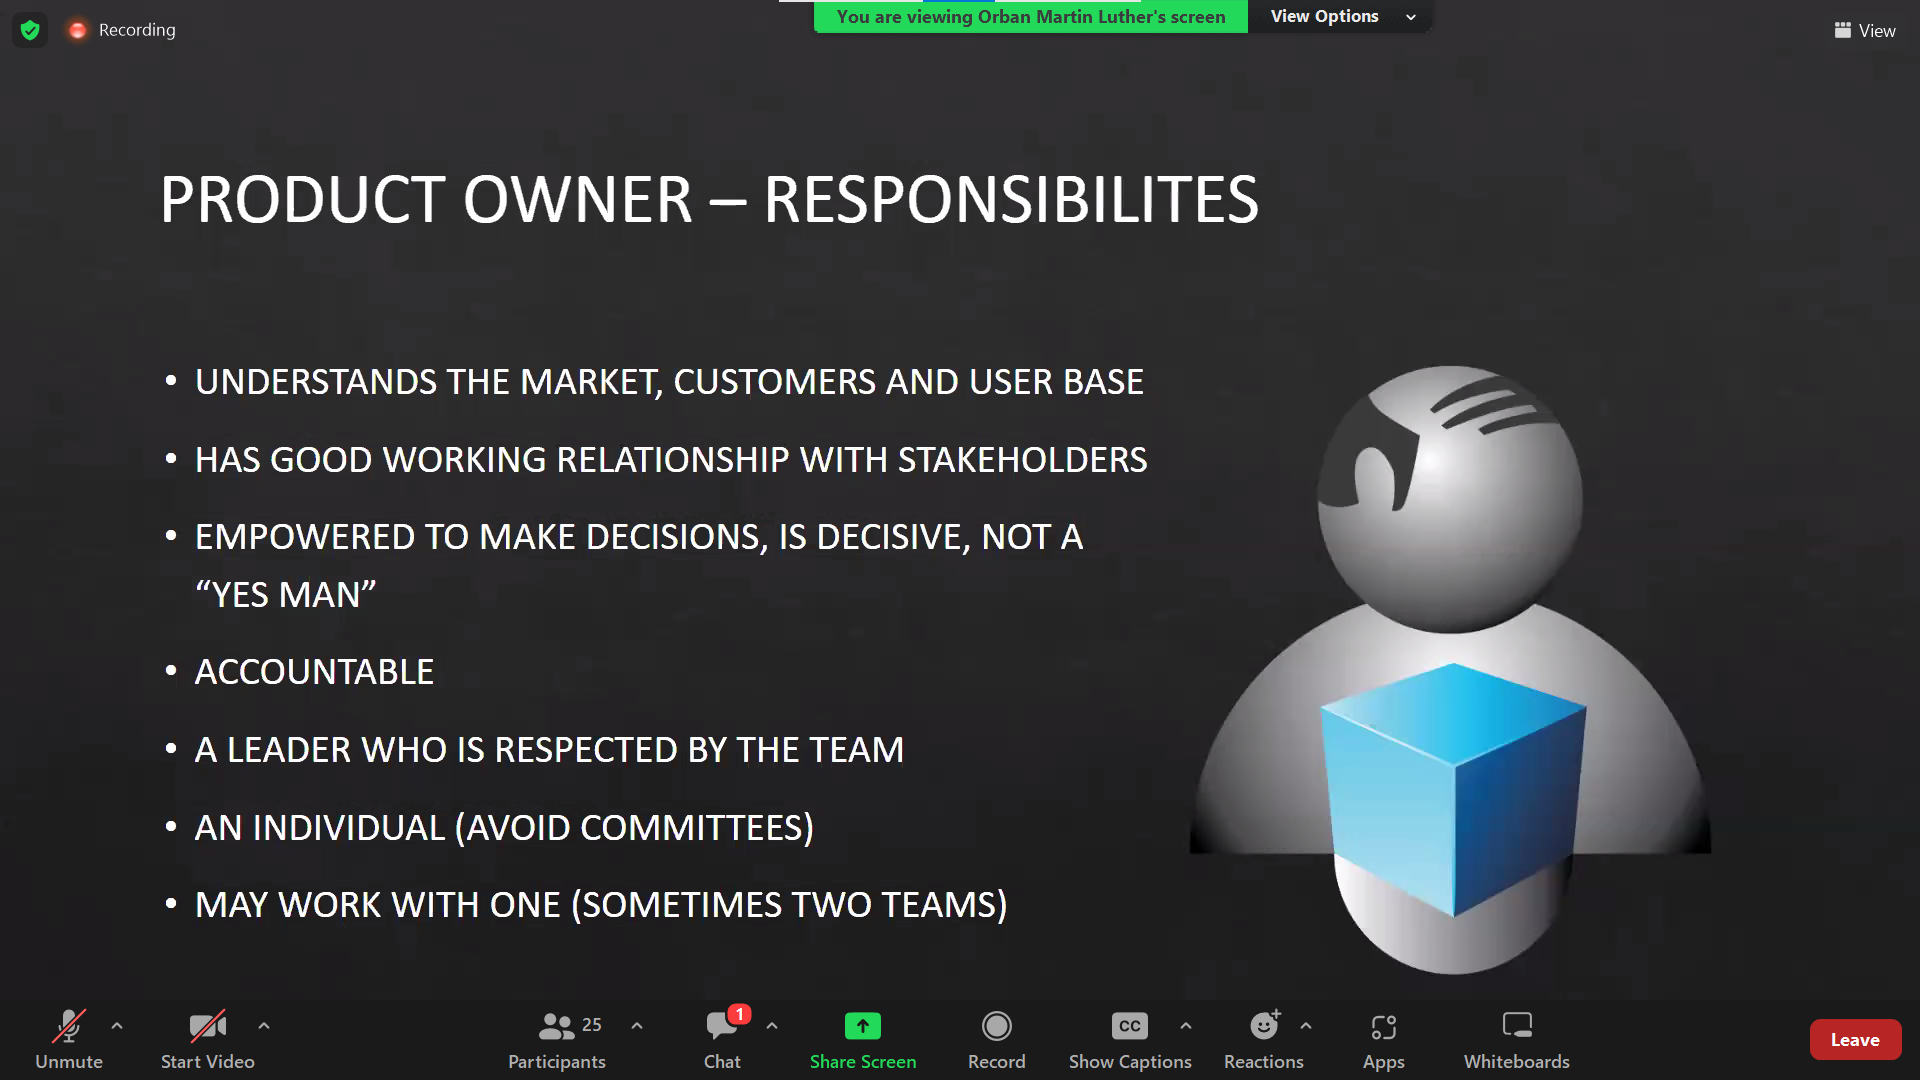 Recording
You are viewing Orban Martin Luther's screen
View Options
View
PRODUCT OWNER – RESPONSIBILITES
• UNDERSTANDS THE MARKET, CUSTOMERS AND USER BASE
• HAS GOOD WORKING RELATIONSHIP WITH STAKEHOLDERS
• EMPOWERED TO MAKE DECISIONS, IS DECISIVE, NOT A
“YES MAN”
• ACCOUNTABLE
• A LEADER WHO IS RESPECTED BY THE TEAM
• AN INDIVIDUAL (AVOID COMMITTEES)
• MAY WORK WITH ONE (SOMETIMES TWO TEAMS)
Unmute
Start Video
25
Participants
1
Chat
Share Screen
Record
CC
Show Captions
Reactions
Apps
Whiteboards
Leave